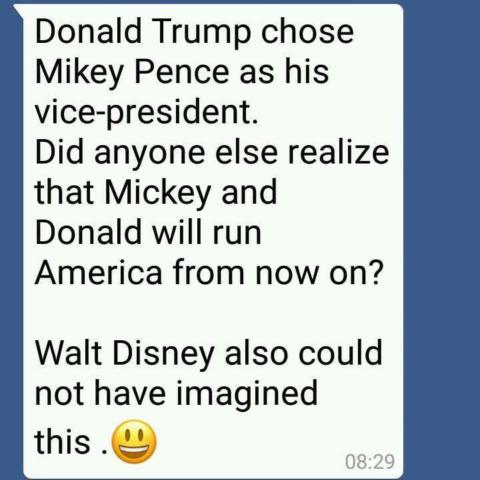 Donald Trump chose
Mikey Pence as his
vice-president.
Did anyone else realize
that Mickey and
Donald will run
America from now on?
Walt Disney also could
not have imagined
this .😃
08:29